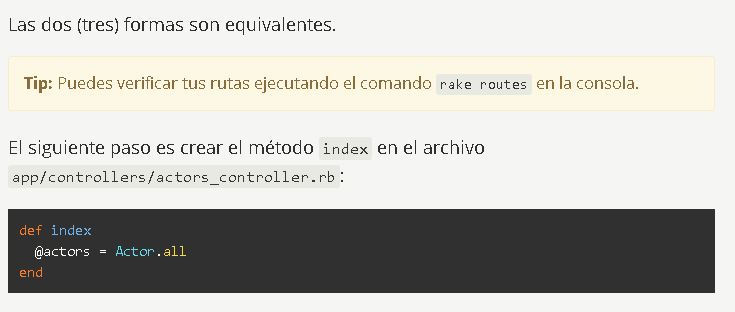 Las dos (tres) formas son equivalentes.
Tip: Puedes verificar tus rutas ejecutando el comando rake routes en la consola.
El siguiente paso es crear el método index en el archivo
app/controllers/actors_controller.rb:
def index
  @actors = Actor.all
end